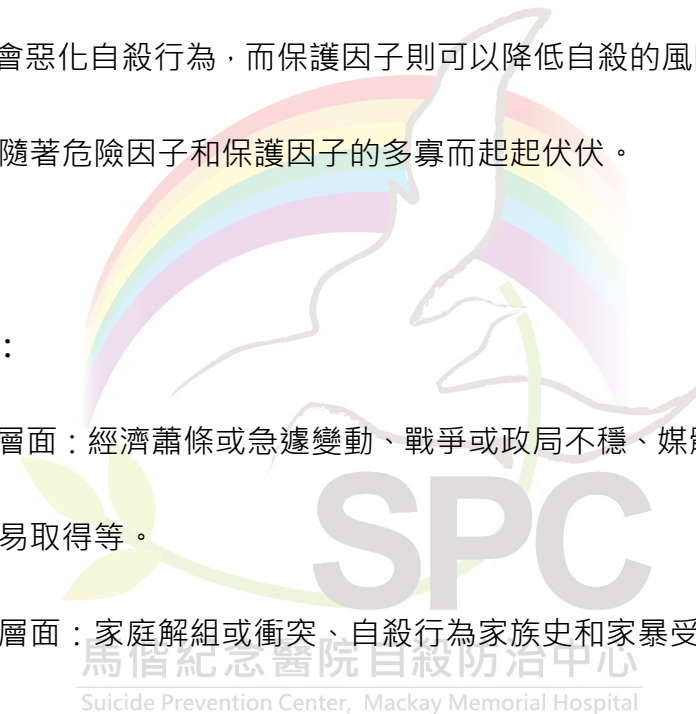 會惡化自殺行為，而保護因子則可以降低自殺的風
隨著危險因子和保護因子的多寡而起起伏伏。
：
層面：經濟蕭條或急遽變動、戰爭或政局不穩、媒
易取得等。
SPC
層面：家庭解組或衝突、自殺行為家族史和家暴受
馬偕紀念醫院自殺防治中心
Suicide Prevention Center, Mackay Memorial Hospital